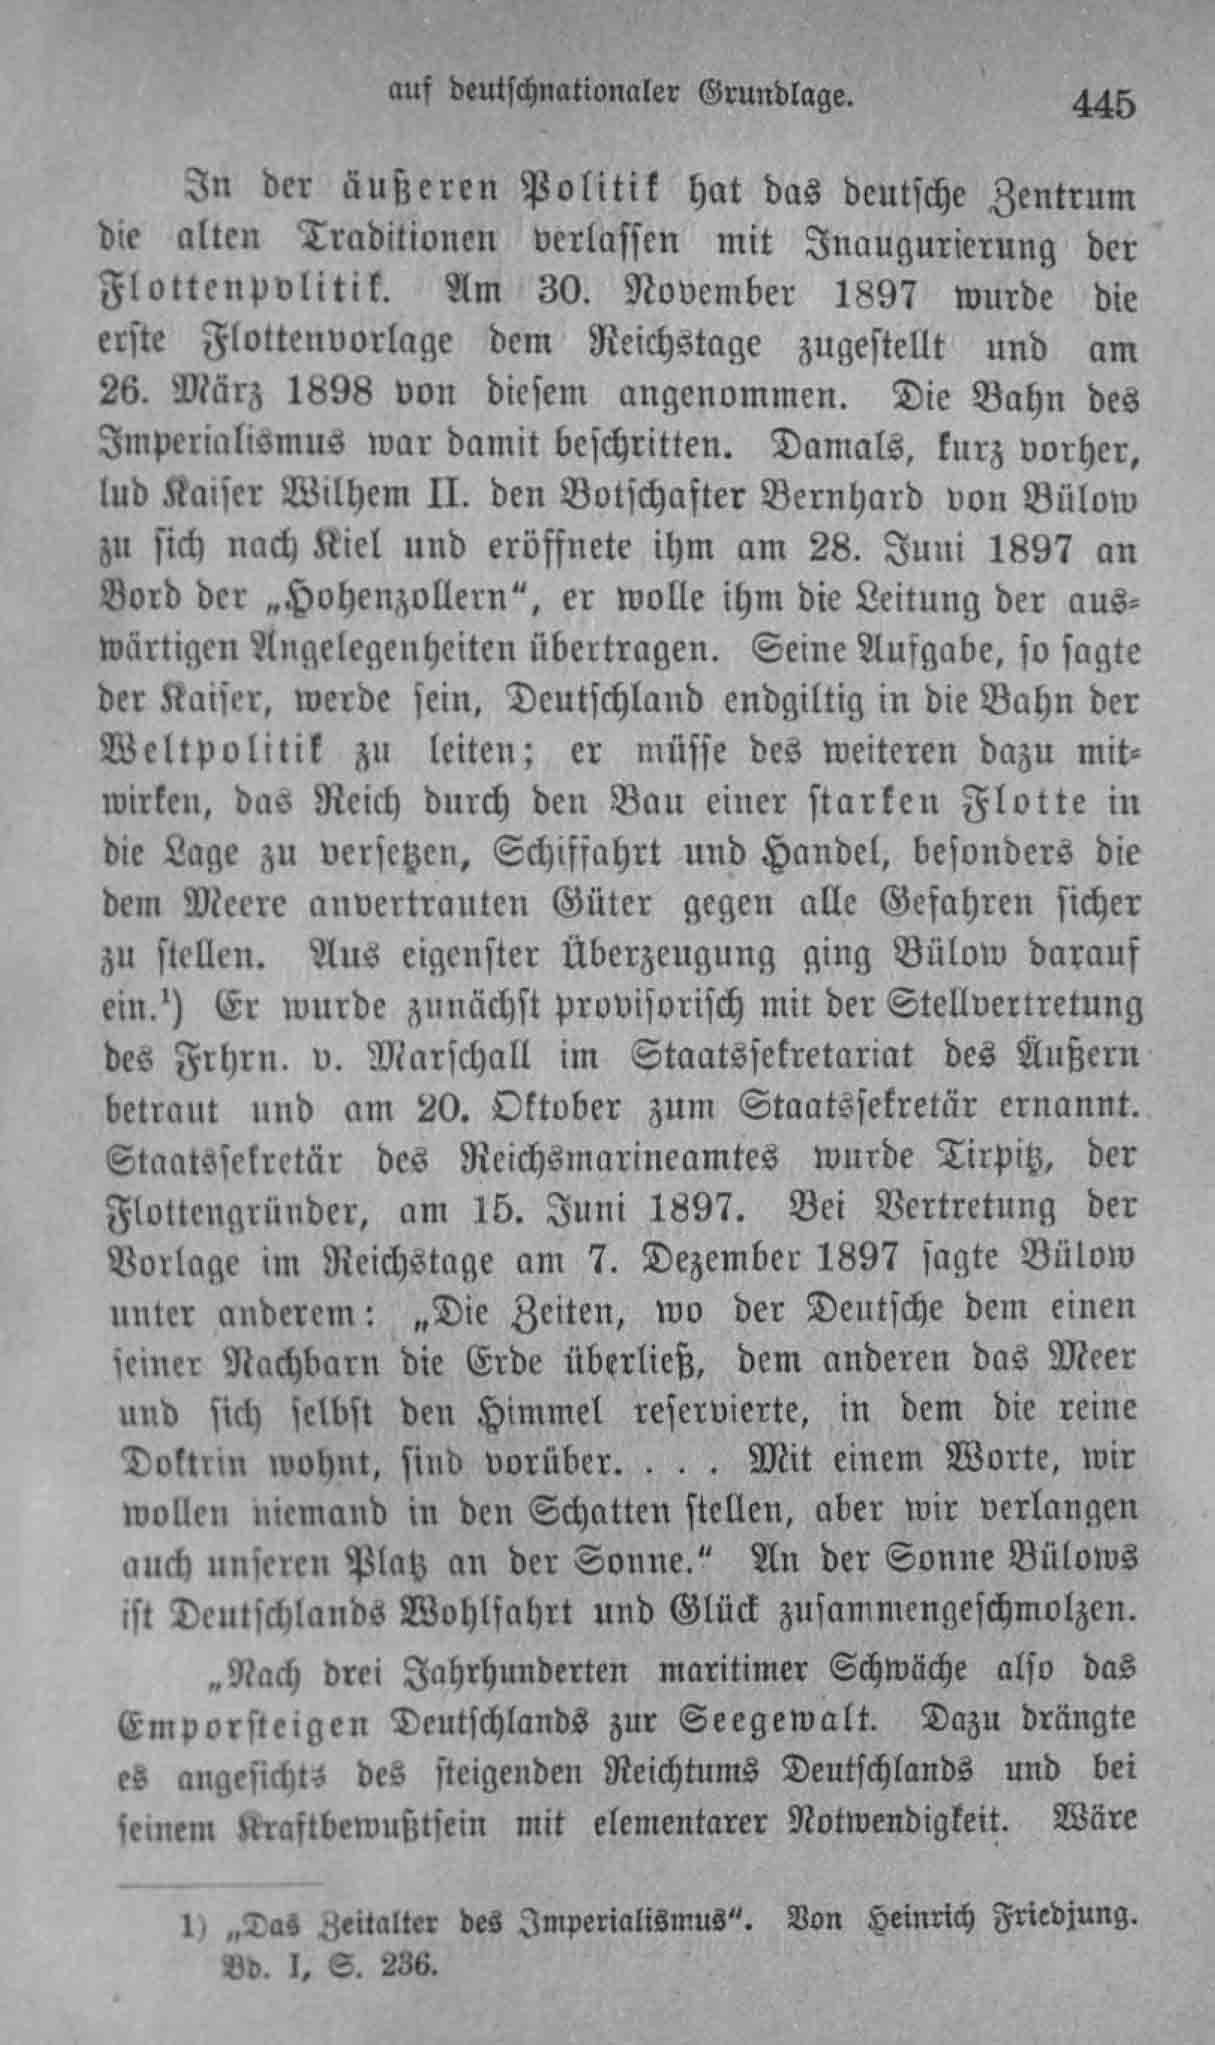 auf deutschnationaler Grundlage.
445
In der äußeren Politik hat das deutsche Zentrum
die alten Traditionen verlassen mit Inaugurierung der
Flottenpolitik. Am 30. November 1897 wurde die
erste Flottenvorlage dem Reichstage zugestellt und am
26. März 1898 von diesem angenommen. Die Bahn des
Imperialismus war damit beschritten. Damals, kurz vorher,
lud Kaiser Wilhem II. den Botschafter Bernhard von Bülow
zu sich nach Kiel und eröffnete ihm am 28. Juni 1897 an
Bord der „Hohenzollern“, er wolle ihm die Leitung der aus-
wärtigen Angelegenheiten übertragen. Seine Aufgabe, so sagte
der Kaiser, werde sein, Deutschland endgiltig in die Bahn der
Weltpolitik zu leiten; er müsse des weiteren dazu mit-
wirken, das Reich durch den Bau einer starken Flotte in
die Lage zu versetzen, Schiffahrt und Handel, besonders die
dem Meere anvertrauten Güter gegen alle Gefahren sicher
zu stellen. Aus eigenster Überzeugung ging Bülow darauf
ein.¹) Er wurde zunächst provisorisch mit der Stellvertretung
des Frhrn. v. Marschall im Staatssekretariat des Äußern
betraut und am 20. Oktober zum Staatssekretär ernannt.
Staatssekretär des Reichsmarineamtes wurde Tirpitz, der
Flottengründer, am 15. Juni 1897. Bei Vertretung der
Vorlage im Reichstage am 7. Dezember 1897 sagte Bülow
unter anderem: „Die Zeiten, wo der Deutsche dem einen
seiner Nachbarn die Erde überließ, dem anderen das Meer
und sich selbst den Himmel reservierte, in dem die reine
Doktrin wohnt, sind vorüber. . . . Mit einem Worte, wir
wollen niemand in den Schatten stellen, aber wir verlangen
auch unseren Platz an der Sonne.“ An der Sonne Bülows
ist Deutschlands Wohlfahrt und Glück zusammengeschmolzen.
„Nach drei Jahrhunderten maritimer Schwäche also das
Emporsteigen Deutschlands zur Seegewalt. Dazu drängte
es angesichts des steigenden Reichtums Deutschlands und bei
seinem Kraftbewußtsein mit elementarer Notwendigkeit. Wäre
1) „Das Zeitalter des Imperialismus“. Von Heinrich Friedjung.
Bd. I, S. 236.